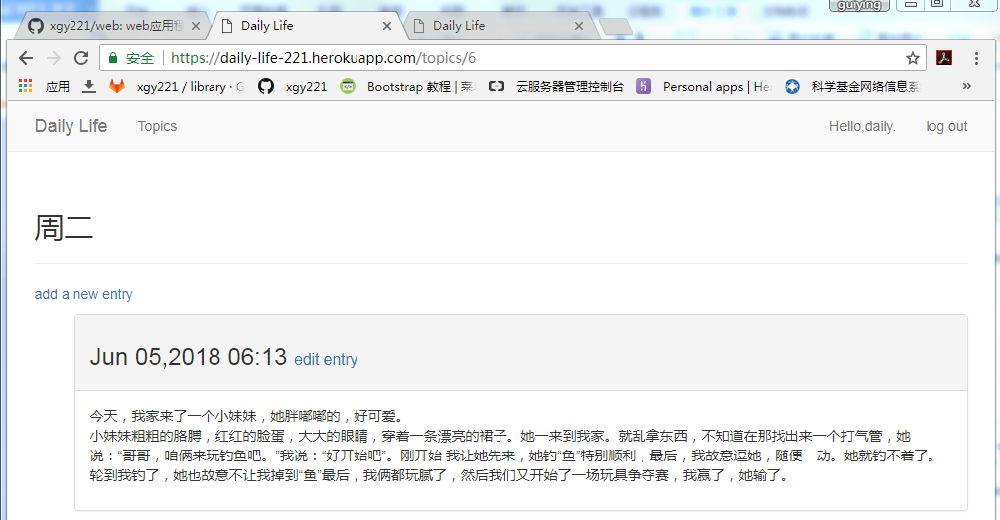 guiying
xgy221/web: web应用程
Daily Life
Daily Life
安全 https://daily-life-221.herokuapp.com/topics/6
应用 xgy221 / library · G xgy221 Bootstrap 教程 | 菜 云服务器管理控制台 Personal apps | Her 科学基金网络信息系 »
Daily Life Topics Hello,daily. log out
周二
add a new entry
Jun 05,2018 06:13 edit entry
今天，我家来了一个小妹妹，她胖嘟嘟的，好可爱。
小妹妹粗粗的胳膊，红红的脸蛋，大大的眼睛，穿着一条漂亮的裙子。她一来到我家。就乱拿东西，不知道在那找出来一个打气管，她
说：“哥哥，咱俩来玩钓鱼吧。”我说：“好开始吧”。刚开始 我让她先来，她钓“鱼”特别顺利，最后，我故意逗她，随便一动。她就钓不着了。
轮到我钓了，她也故意不让我掉到“鱼”最后，我俩都玩腻了，然后我们又开始了一场玩具争夺赛，我赢了，她输了。